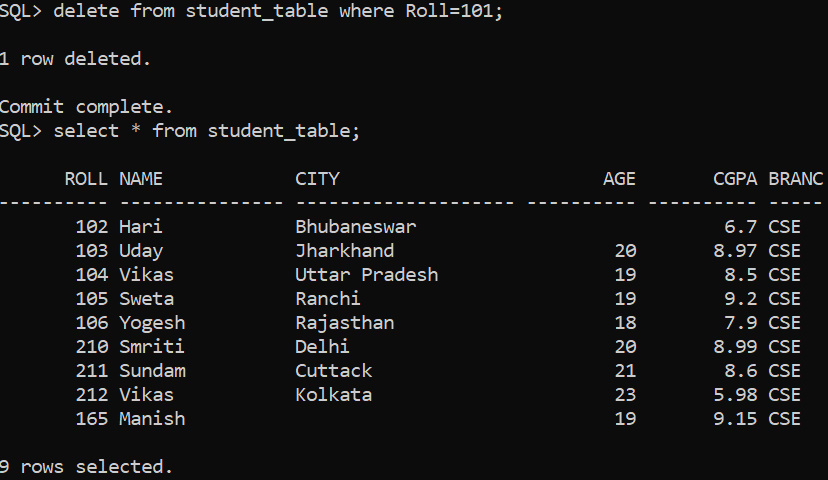 SQL> delete from student_table where Roll=101;
1 row deleted.
Commit complete.
SQL> select * from student_table;
ROLL NAME CITY AGE CGPA BRANC
---------- --------------- -------------------- ---------- ---------- -----
102 Hari Bhubaneswar 6.7 CSE
103 Uday Jharkhand 20 8.97 CSE
104 Vikas Uttar Pradesh 19 8.5 CSE
105 Sweta Ranchi 19 9.2 CSE
106 Yogesh Rajasthan 18 7.9 CSE
210 Smriti Delhi 20 8.99 CSE
211 Sundam Cuttack 21 8.6 CSE
212 Vikas Kolkata 23 5.98 CSE
165 Manish 19 9.15 CSE
9 rows selected.